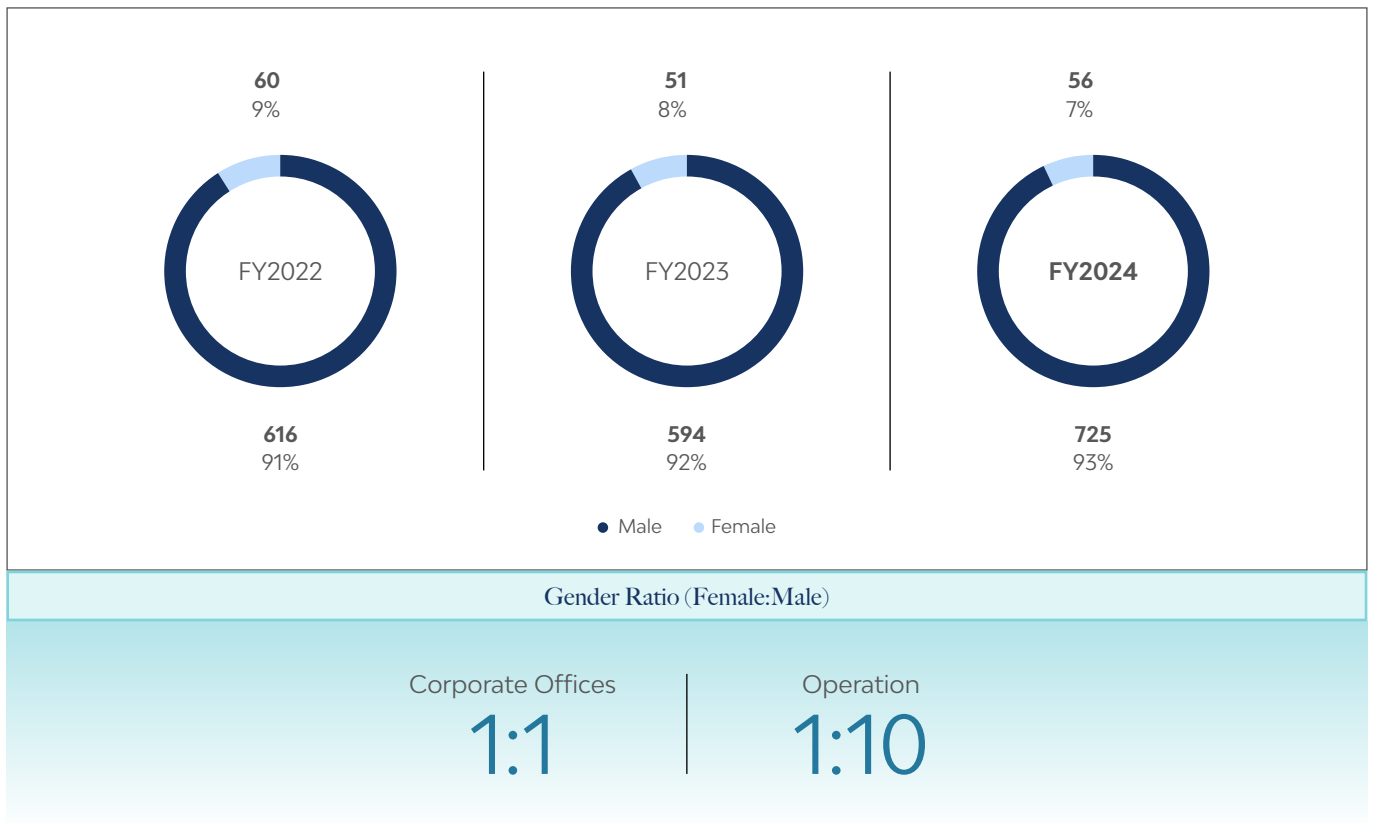 60
9%
FY2022
616
91%
51
8%
FY2023
594
92%
56
7%
FY2024
725
93%
Male
Female
Gender Ratio (Female:Male)
Corporate Offices
1:1
Operation
1:10